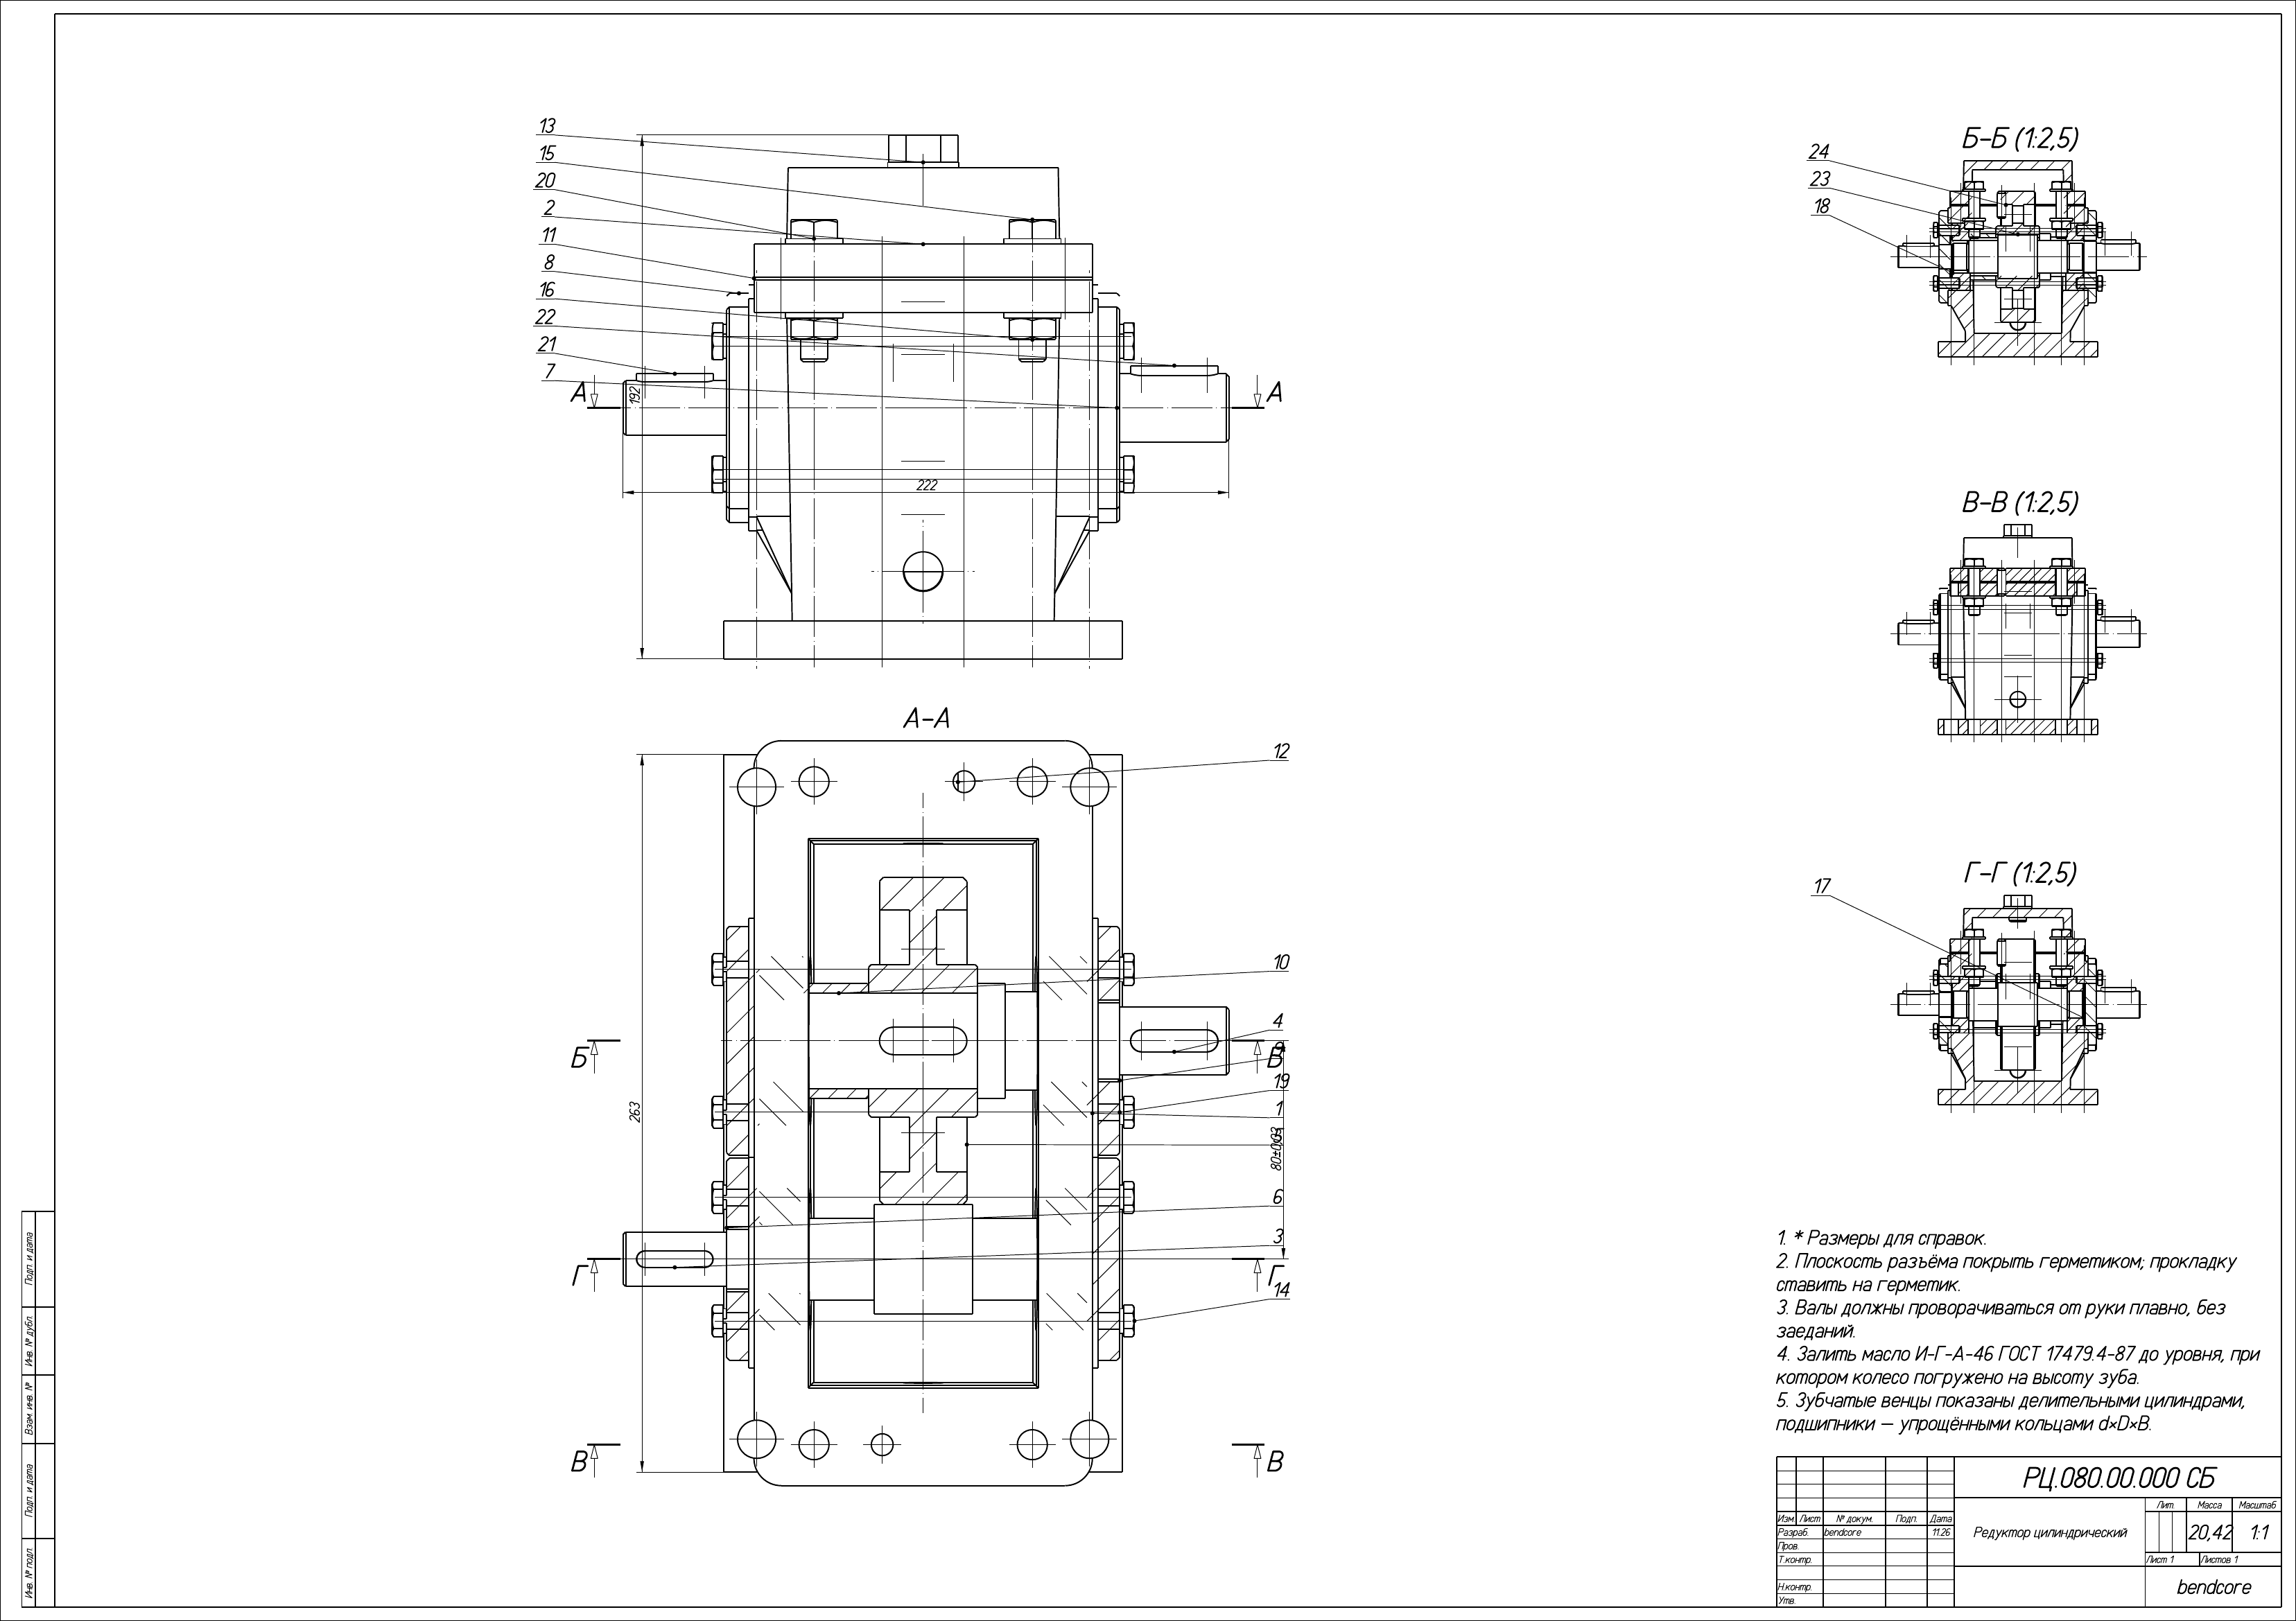 13
15
20
2
11
8
16
22
21
7
А
А
192
222
А-А
12
10
4
9
Б
Б
19
1
80±0,03
263
6
3
Г
Г
14
В
В
Б-Б (1:2,5)
24
23
18
В-В (1:2,5)
Г-Г (1:2,5)
17
1. * Размеры для справок.
2. Плоскость разъёма покрыть герметиком; прокладку
ставить на герметик.
3. Валы должны проворачиваться от руки плавно, без
заеданий.
4. Залить масло И-Г-А-46 ГОСТ 17479.4-87 до уровня, при
котором колесо погружено на высоту зуба.
5. Зубчатые венцы показаны делительными цилиндрами,
подшипники — упрощёнными кольцами d×D×B.
РЦ.080.00.000 СБ
Изм. Лист № докум. Подп. Дата
Разраб. bendcore 11.26
Пров.
Т.контр.
Н.контр.
Утв.
Редуктор цилиндрический
Лит. Масса Масштаб
20,42 1:1
Лист 1 Листов 1
bendcore
Подп. и дата
Инв. № дубл.
Взам. инв. №
Подп. и дата
Инв. № подл.